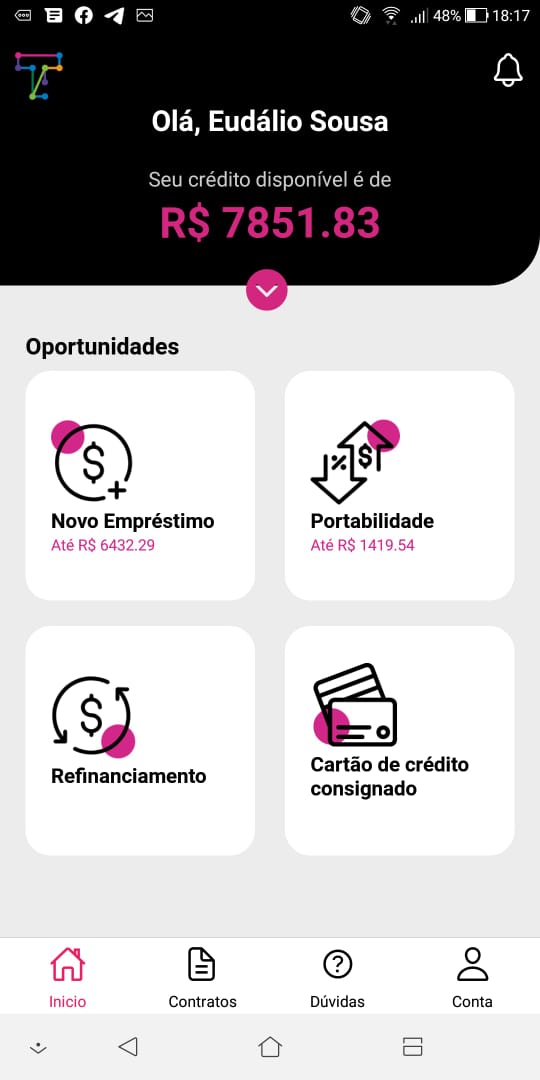 48% 18:17
Olá, Eudálio Sousa
Seu crédito disponível é de
R$ 7851.83
Oportunidades
Novo Empréstimo
Até R$ 6432.29
Portabilidade
Até R$ 1419.54
Refinanciamento
Cartão de crédito
consignado
Inicio
Contratos
Dúvidas
Conta